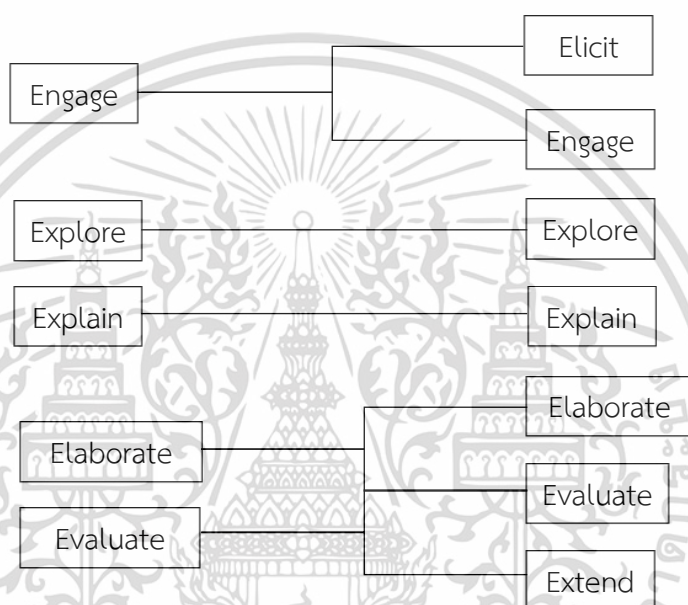 Elicit
Engage
Engage
Explore
Explore
Explain
Explain
Elaborate
Elaborate
Evaluate
Evaluate
Extend